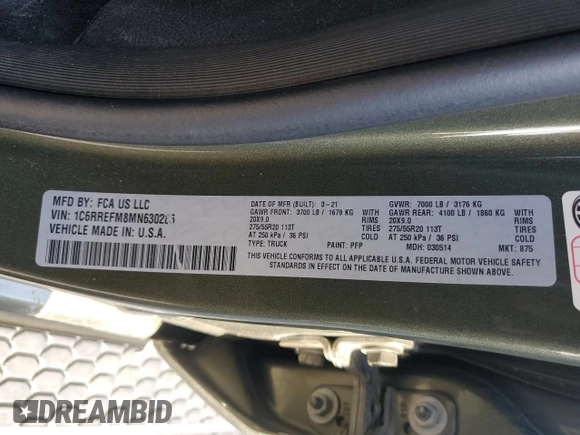 MFD BY: FCA US LLC
VIN: 1C6RREFM8MN6302
VEHICLE MADE IN: U.S.A.
DATE OF MFR (BUILT): 3-21
GAWR FRONT: 3700 LB / 1679 KG
WITH
20X9.0
RIMS
275/55R20 113T
TIRES
AT 250 kPa / 36 PSI
TYPE: TRUCK
PAINT: PFP
GVWR: 7000 LB / 3176 KG
GAWR REAR: 4100 LB / 1860 KG
WITH
20X9.0
RIMS
275/55R20 113T
TIRES
AT 250 kPa / 36 PSI
MDH: 030514
MKT: 875
THIS VEHICLE CONFORMS TO ALL APPLICABLE U.S.A. FEDERAL MOTOR VEHICLE SAFETY
STANDARDS IN EFFECT ON THE DATE OF MANUFACTURE SHOWN ABOVE.
DREAMBID